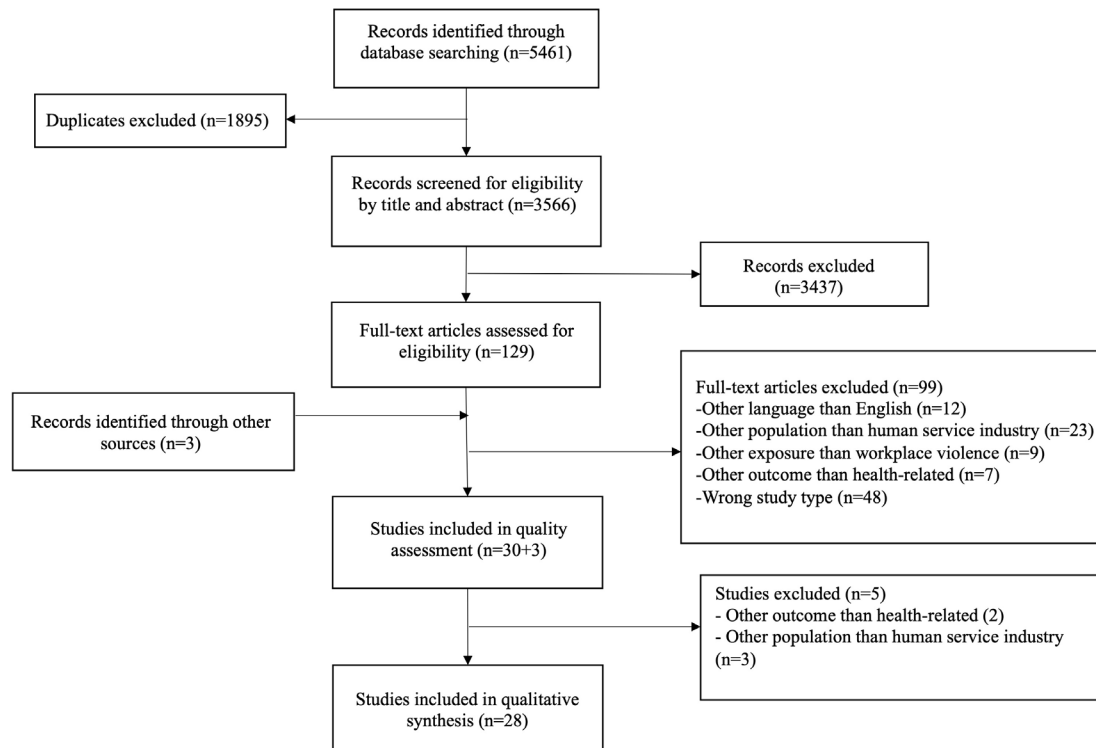 Records identified through
database searching (n=5461)
Duplicates excluded (n=1895)
Records screened for eligibility
by title and abstract (n=3566)
Records excluded
(n=3437)
Full-text articles assessed for
eligibility (n=129)
Records identified through other
sources (n=3)
Full-text articles excluded (n=99)
-Other language than English (n=12)
-Other population than human service industry (n=23)
-Other exposure than workplace violence (n=9)
-Other outcome than health-related (n=7)
-Wrong study type (n=48)
Studies included in quality
assessment (n=30+3)
Studies excluded (n=5)
- Other outcome than health-related (2)
- Other population than human service industry
(n=3)
Studies included in qualitative
synthesis (n=28)